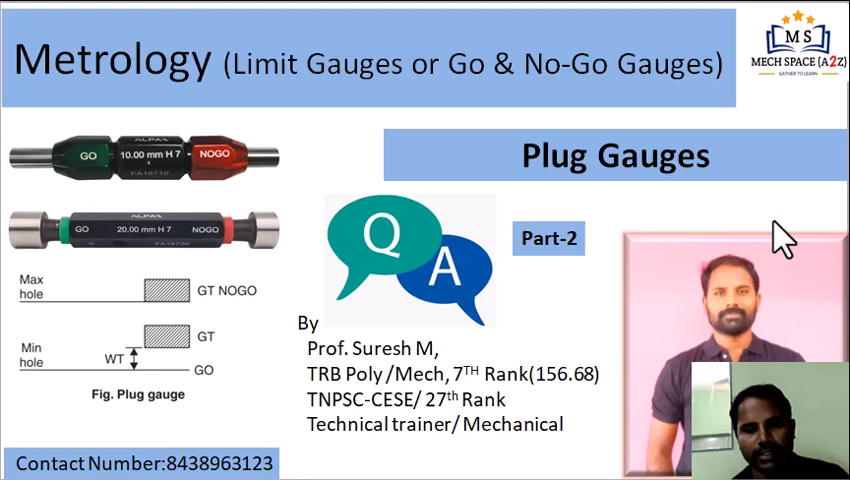 Metrology (Limit Gauges or Go & No-Go Gauges)
M S
MECH SPACE (A2Z)
GATHER TO LEARN
Plug Gauges
ALPA
GO
10.00 mm H 7
NOGO
ALPA
GO
20.00 mm H 7
NOGO
Q
A
Part-2
Max
hole
GT NOGO
GT
Min
hole
WT
GO
Fig. Plug gauge
By
Prof. Suresh M,
TRB Poly /Mech, 7TH Rank(156.68)
TNPSC-CESE/ 27th Rank
Technical trainer/ Mechanical
Contact Number:8438963123